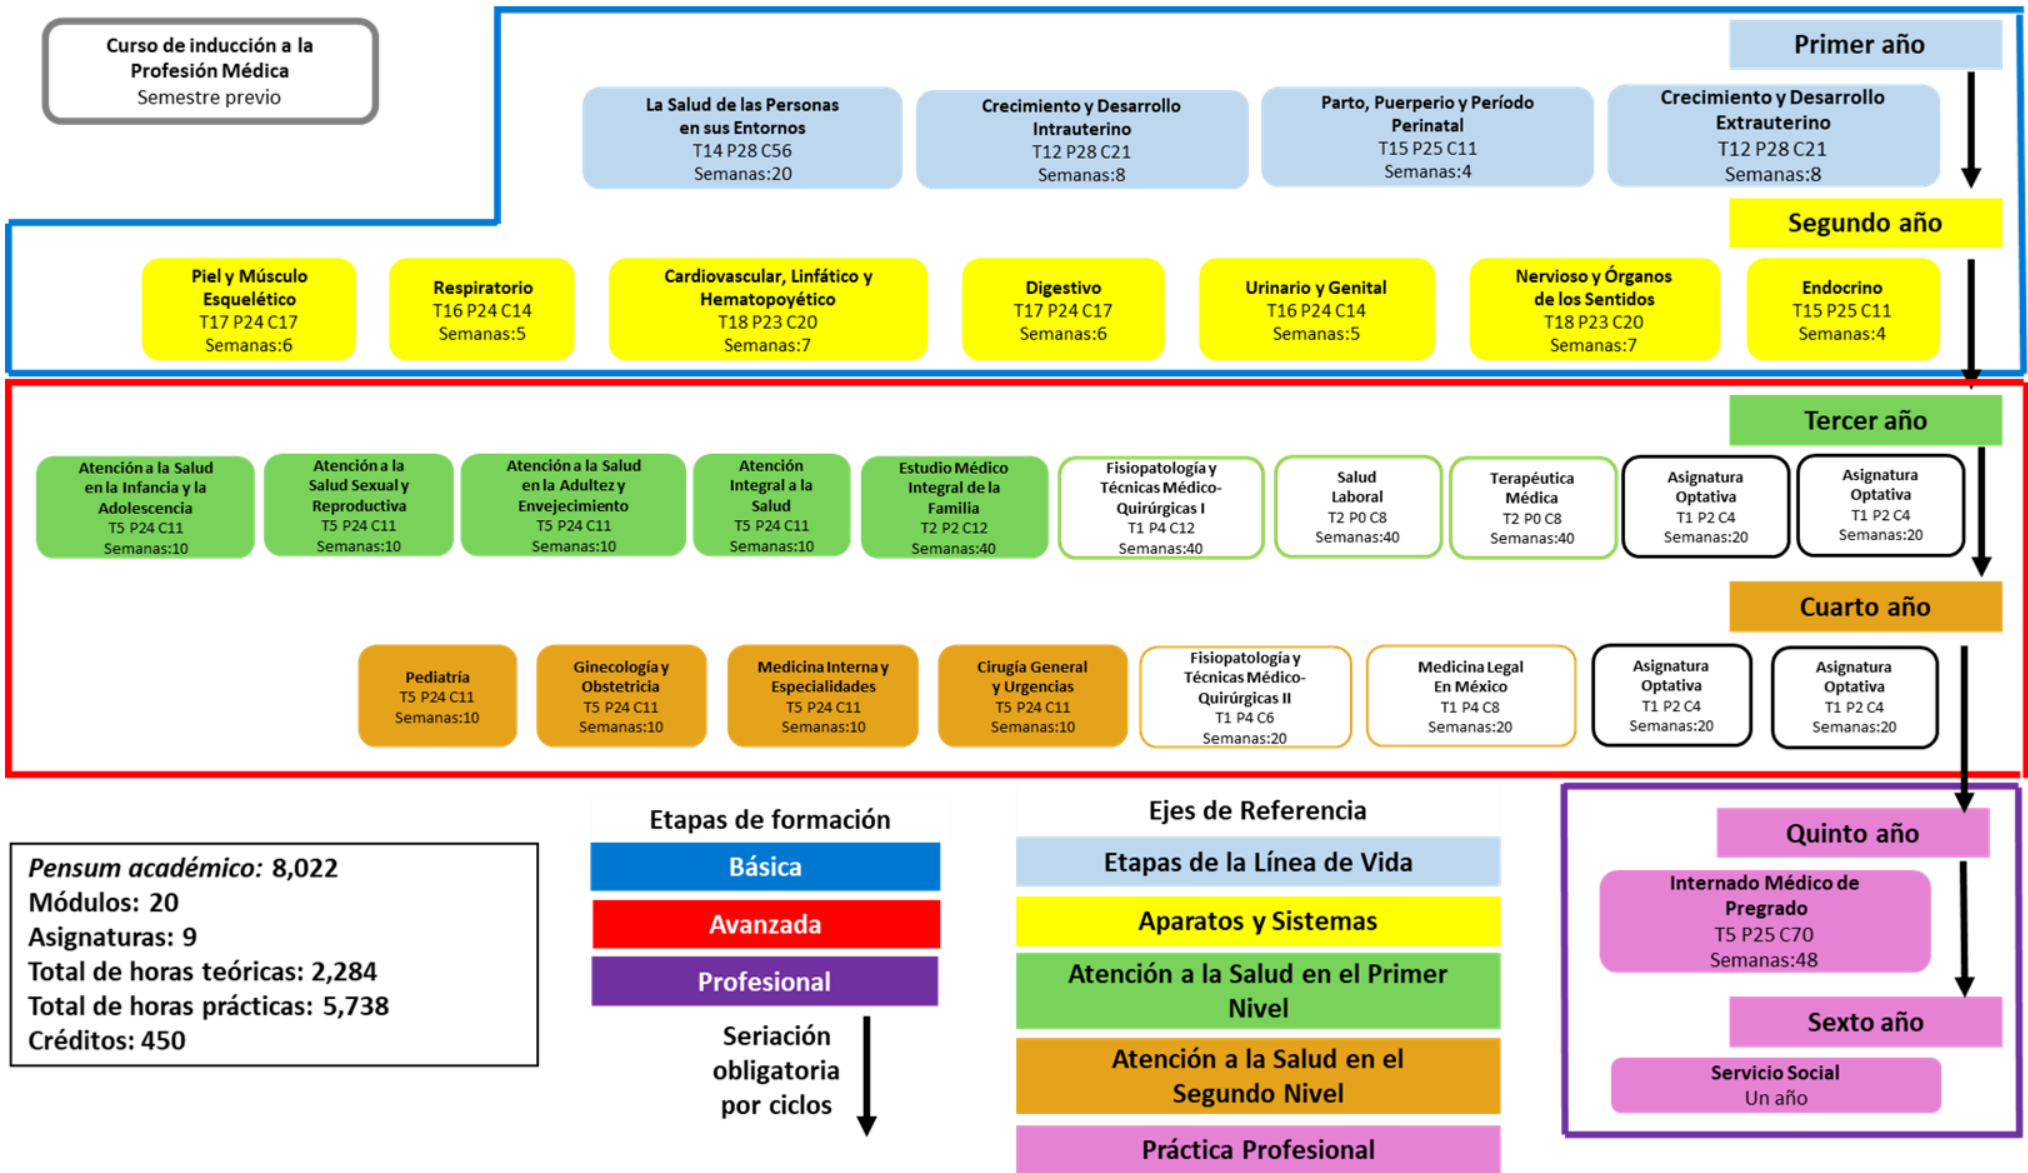 Curso de inducción a la
Profesión Médica
Semestre previo
Primer año
La Salud de las Personas
en sus Entornos
T14 P28 C56
Semanas:20
Crecimiento y Desarrollo
Intrauterino
T12 P28 C21
Semanas:8
Parto, Puerperio y Período
Perinatal
T15 P25 C11
Semanas:4
Crecimiento y Desarrollo
Extrauterino
T12 P28 C21
Semanas:8
Segundo año
Piel y Músculo
Esquelético
T17 P24 C17
Semanas:6
Respiratorio
T16 P24 C14
Semanas:5
Cardiovascular, Linfático y
Hematopoyético
T18 P23 C20
Semanas:7
Digestivo
T17 P24 C17
Semanas:6
Urinario y Genital
T16 P24 C14
Semanas:5
Nervioso y Órganos
de los Sentidos
T18 P23 C20
Semanas:7
Endocrino
T15 P25 C11
Semanas:4
Tercer año
Atención a la Salud
en la Infancia y la
Adolescencia
T5 P24 C11
Semanas:10
Atención a la
Salud Sexual y
Reproductiva
T5 P24 C11
Semanas:10
Atención a la Salud
en la Adultez y
Envejecimiento
T5 P24 C11
Semanas:10
Atención
Integral a la
Salud
T5 P24 C11
Semanas:10
Estudio Médico
Integral de la
Familia
T2 P2 C12
Semanas:40
Fisiopatología y
Técnicas Médico-
Quirúrgicas I
T1 P4 C12
Semanas:40
Salud
Laboral
T2 P0 C8
Semanas:40
Terapéutica
Médica
T2 P0 C8
Semanas:40
Asignatura
Optativa
T1 P2 C4
Semanas:20
Asignatura
Optativa
T1 P2 C4
Semanas:20
Cuarto año
Pediatría
T5 P24 C11
Semanas:10
Ginecología y
Obstetricia
T5 P24 C11
Semanas:10
Medicina Interna y
Especialidades
T5 P24 C11
Semanas:10
Cirugía General
y Urgencias
T5 P24 C11
Semanas:10
Fisiopatología y
Técnicas Médico-
Quirúrgicas II
T1 P4 C6
Semanas:20
Medicina Legal
En México
T1 P4 C8
Semanas:20
Asignatura
Optativa
T1 P2 C4
Semanas:20
Asignatura
Optativa
T1 P2 C4
Semanas:20
Pensum académico: 8,022
Módulos: 20
Asignaturas: 9
Total de horas teóricas: 2,284
Total de horas prácticas: 5,738
Créditos: 450
Etapas de formación
Básica
Avanzada
Profesional
Seriación
obligatoria
por ciclos
Ejes de Referencia
Etapas de la Línea de Vida
Aparatos y Sistemas
Atención a la Salud en el Primer
Nivel
Atención a la Salud en el
Segundo Nivel
Práctica Profesional
Quinto año
Internado Médico de
Pregrado
T5 P25 C70
Semanas:48
Sexto año
Servicio Social
Un año